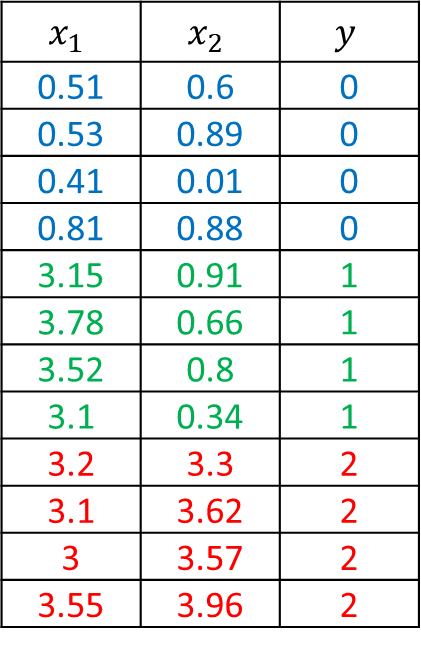 x₁ x₂ y
0.51 0.6 0
0.53 0.89 0
0.41 0.01 0
0.81 0.88 0
3.15 0.91 1
3.78 0.66 1
3.52 0.8 1
3.1 0.34 1
3.2 3.3 2
3.1 3.62 2
3 3.57 2
3.55 3.96 2